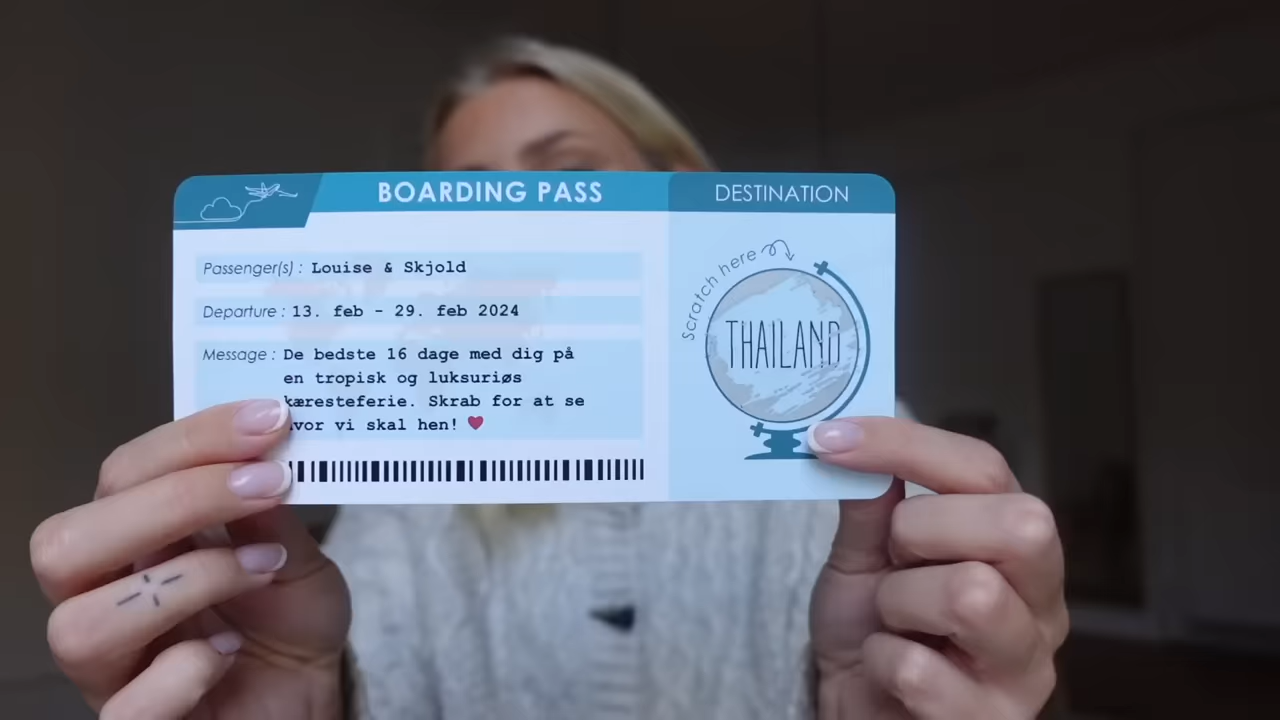 BOARDING PASS
Passenger(s) : Louise & Skjold
Departure : 13. feb - 29. feb 2024
Message : De bedste 16 dage med dig på
en tropisk og luksuriøs
kæresteferie. Skrab for at se
vor vi skal hen! ❤
DESTINATION
Scratch here
THAILAND